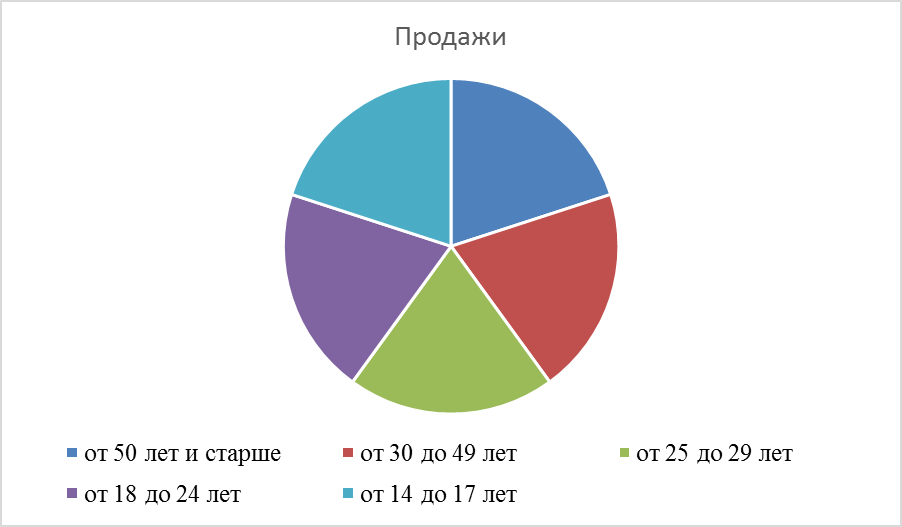 Продажи
от 50 лет и старше от 30 до 49 лет от 25 до 29 лет
от 18 до 24 лет от 14 до 17 лет